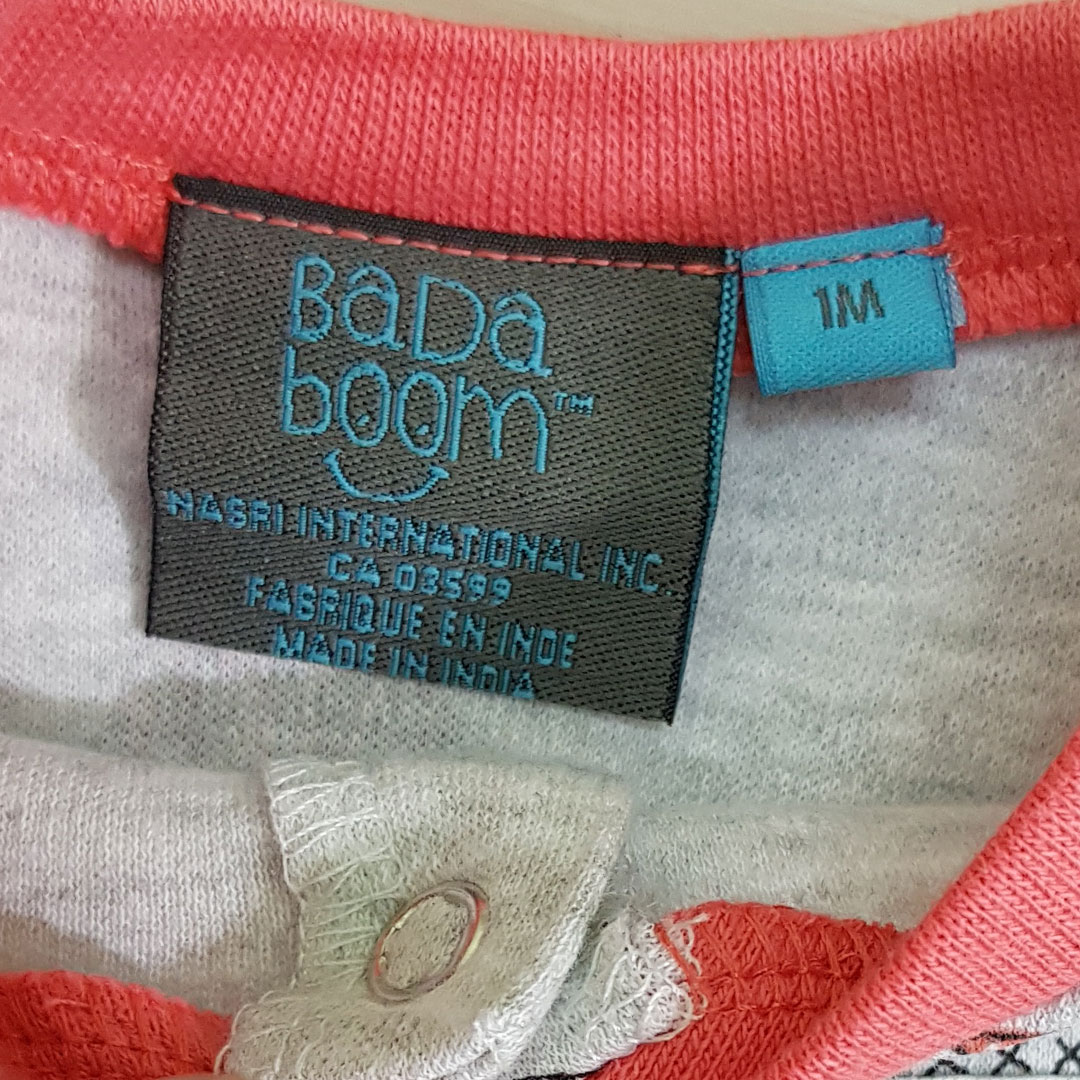 BaDa
boom™
NASRI INTERNATIONAL INC.
CA 03599
FABRIQUE EN INDE
MADE IN INDIA
1M